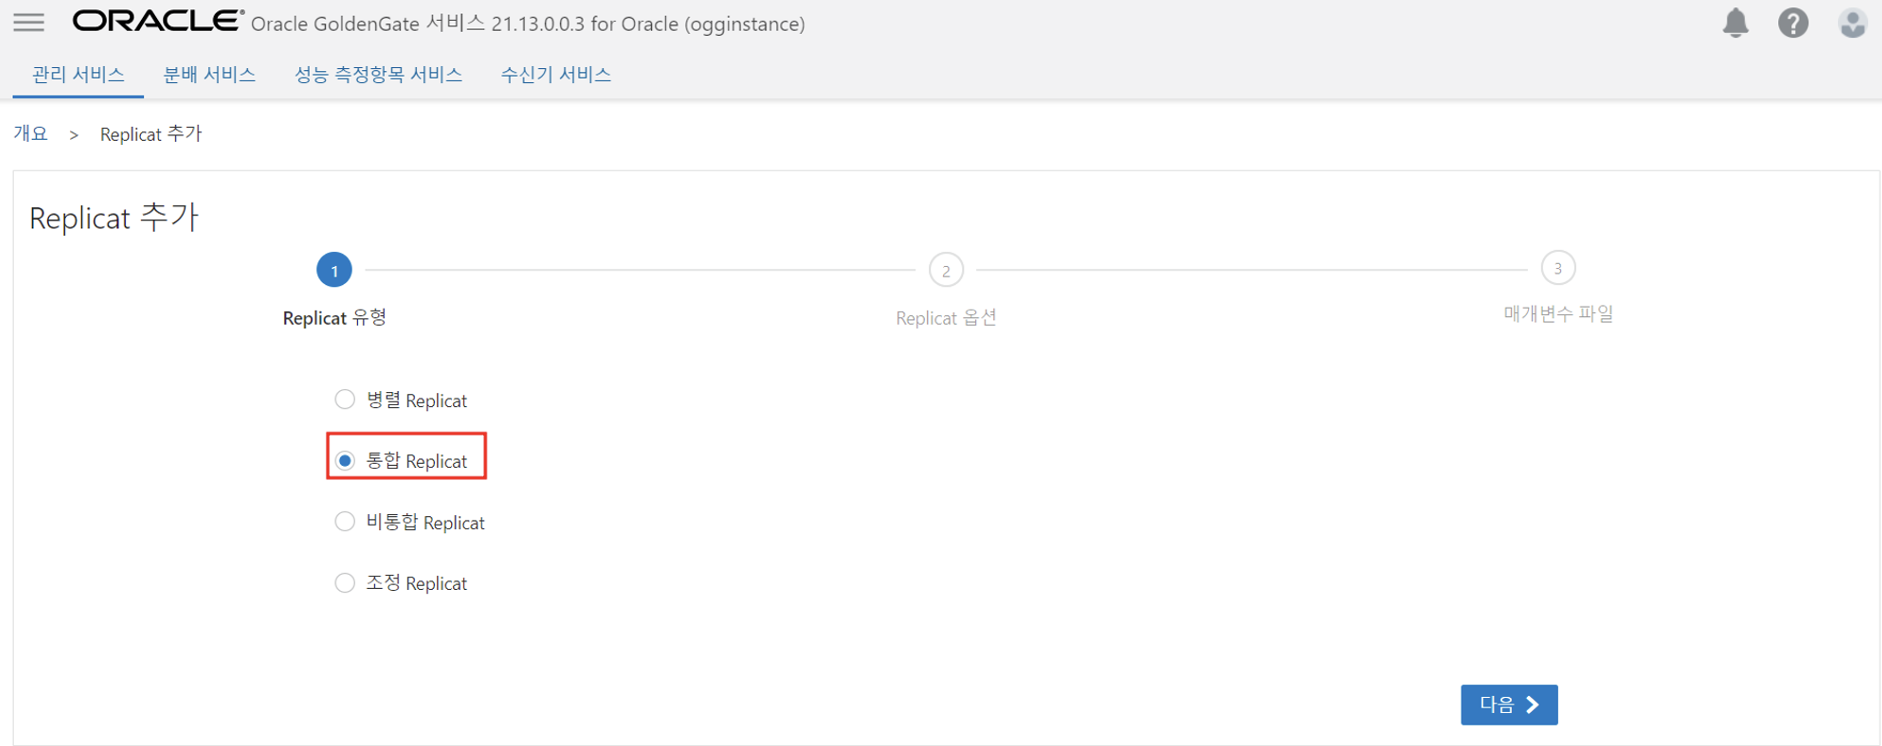 ORACLE® Oracle GoldenGate 서비스 21.13.0.0.3 for Oracle (ogginstance)
관리 서비스 분배 서비스 성능 측정항목 서비스 수신기 서비스
개요 > Replicat 추가
Replicat 추가
1 2 3
Replicat 유형 Replicat 옵션 매개변수 파일
병렬 Replicat
통합 Replicat
비통합 Replicat
조정 Replicat
다음